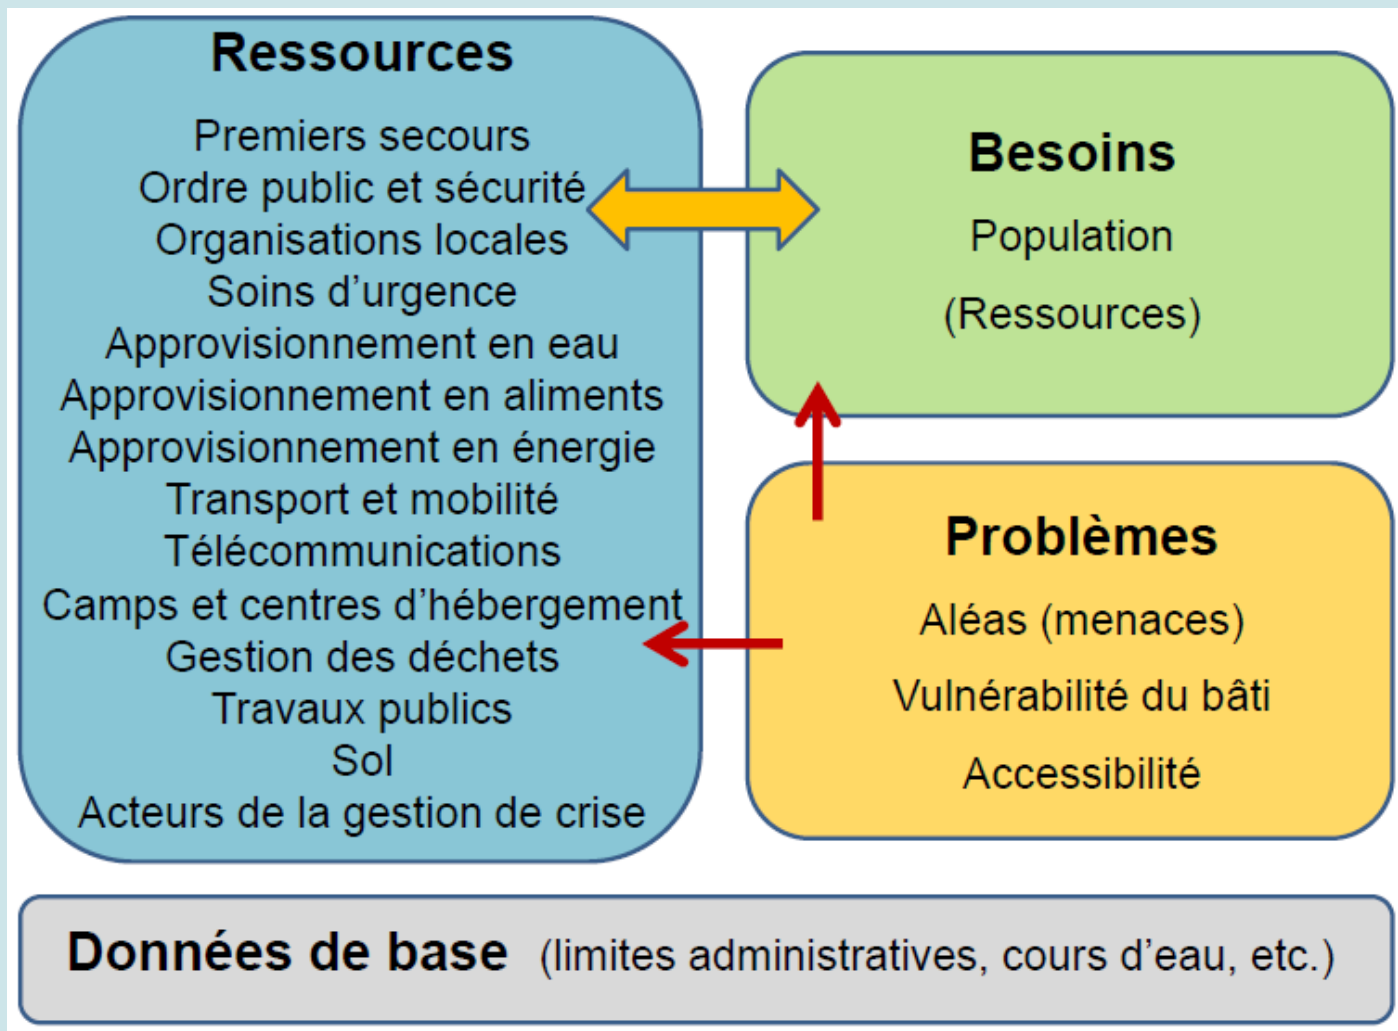 Ressources
Premiers secours
Ordre public et sécurité
Organisations locales
Soins d’urgence
Approvisionnement en eau
Approvisionnement en aliments
Approvisionnement en énergie
Transport et mobilité
Télécommunications
Camps et centres d’hébergement
Gestion des déchets
Travaux publics
Sol
Acteurs de la gestion de crise
Besoins
Population
(Ressources)
Problèmes
Aléas (menaces)
Vulnérabilité du bâti
Accessibilité
Données de base (limites administratives, cours d’eau, etc.)